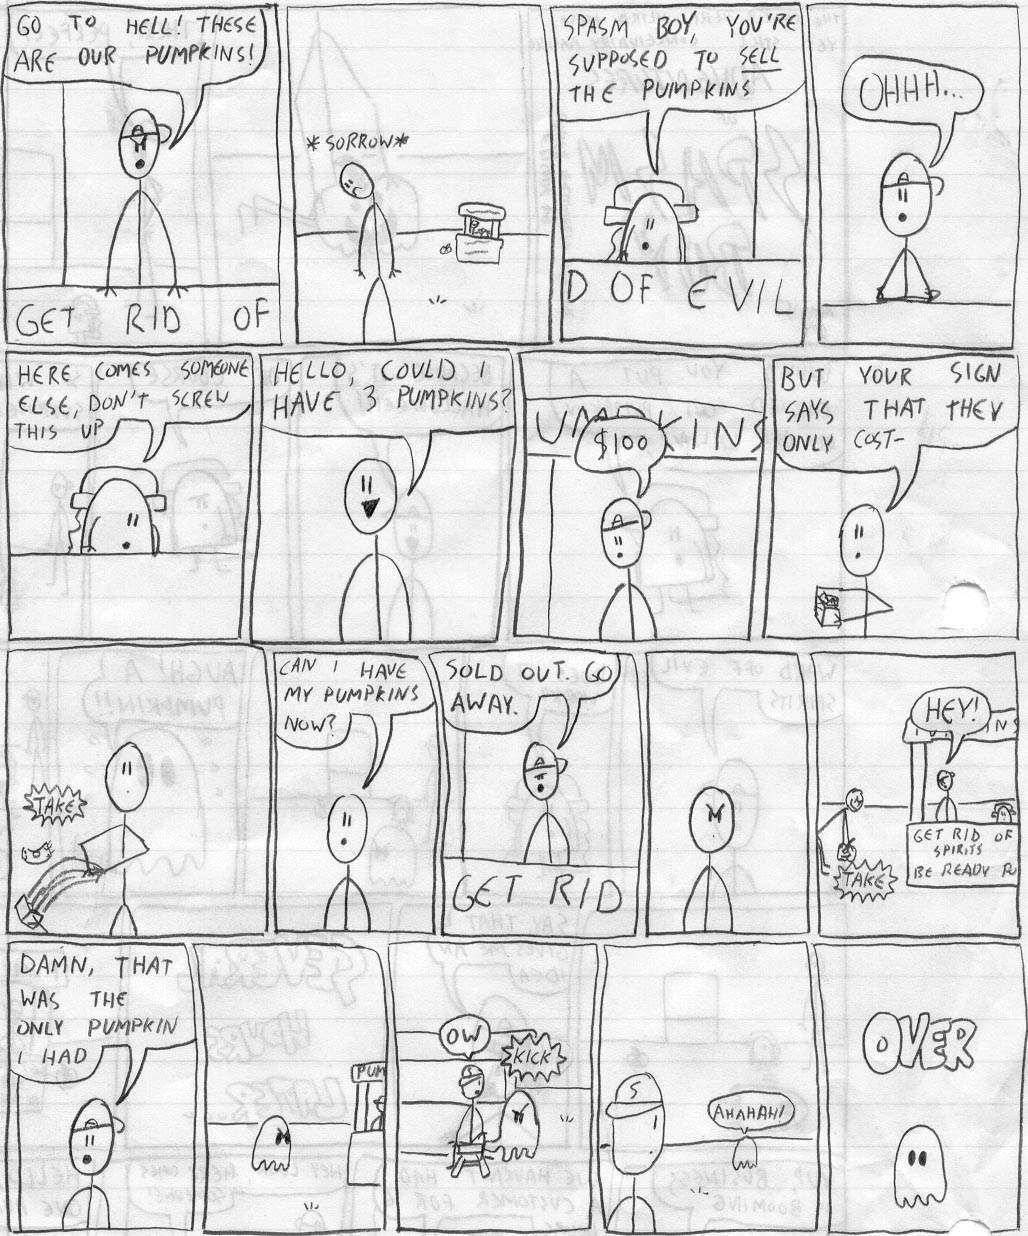 GO TO HELL! THESE
ARE OUR PUMPKINS!
GET RID OF
*SORROW*
SPASM BOY, YOU'RE
SUPPOSED TO SELL
THE PUMPKINS
D OF EVIL
OHHH...
HERE COMES SOMEONE
ELSE, DON'T SCREW
THIS UP
HELLO, COULD I
HAVE 3 PUMPKINS?
UMPKINS
$100
BUT YOUR SIGN
SAYS THAT THEY
ONLY COST-
TAKE
CAN I HAVE
MY PUMPKINS
NOW?
SOLD OUT. GO
AWAY.
GET RID
HEY!
GET RID OF
SPIRITS
BE READY FO
TAKE
DAMN, THAT
WAS THE
ONLY PUMPKIN
I HAD
PUM
OW
KICK
S
AHAHAH!
OVER